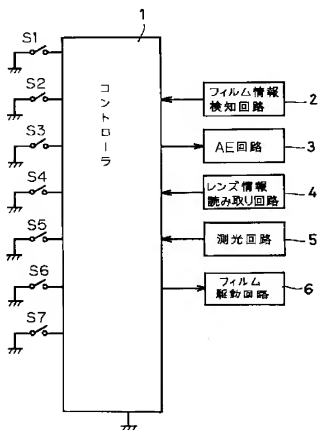 1
S1
S2
S3
S4
S5
S6
S7
コントローラ
フィルム情報
検知回路
2
AE回路
3
レンズ情報
読み取り回路
4
測光回路
5
フィルム
駆動回路
6